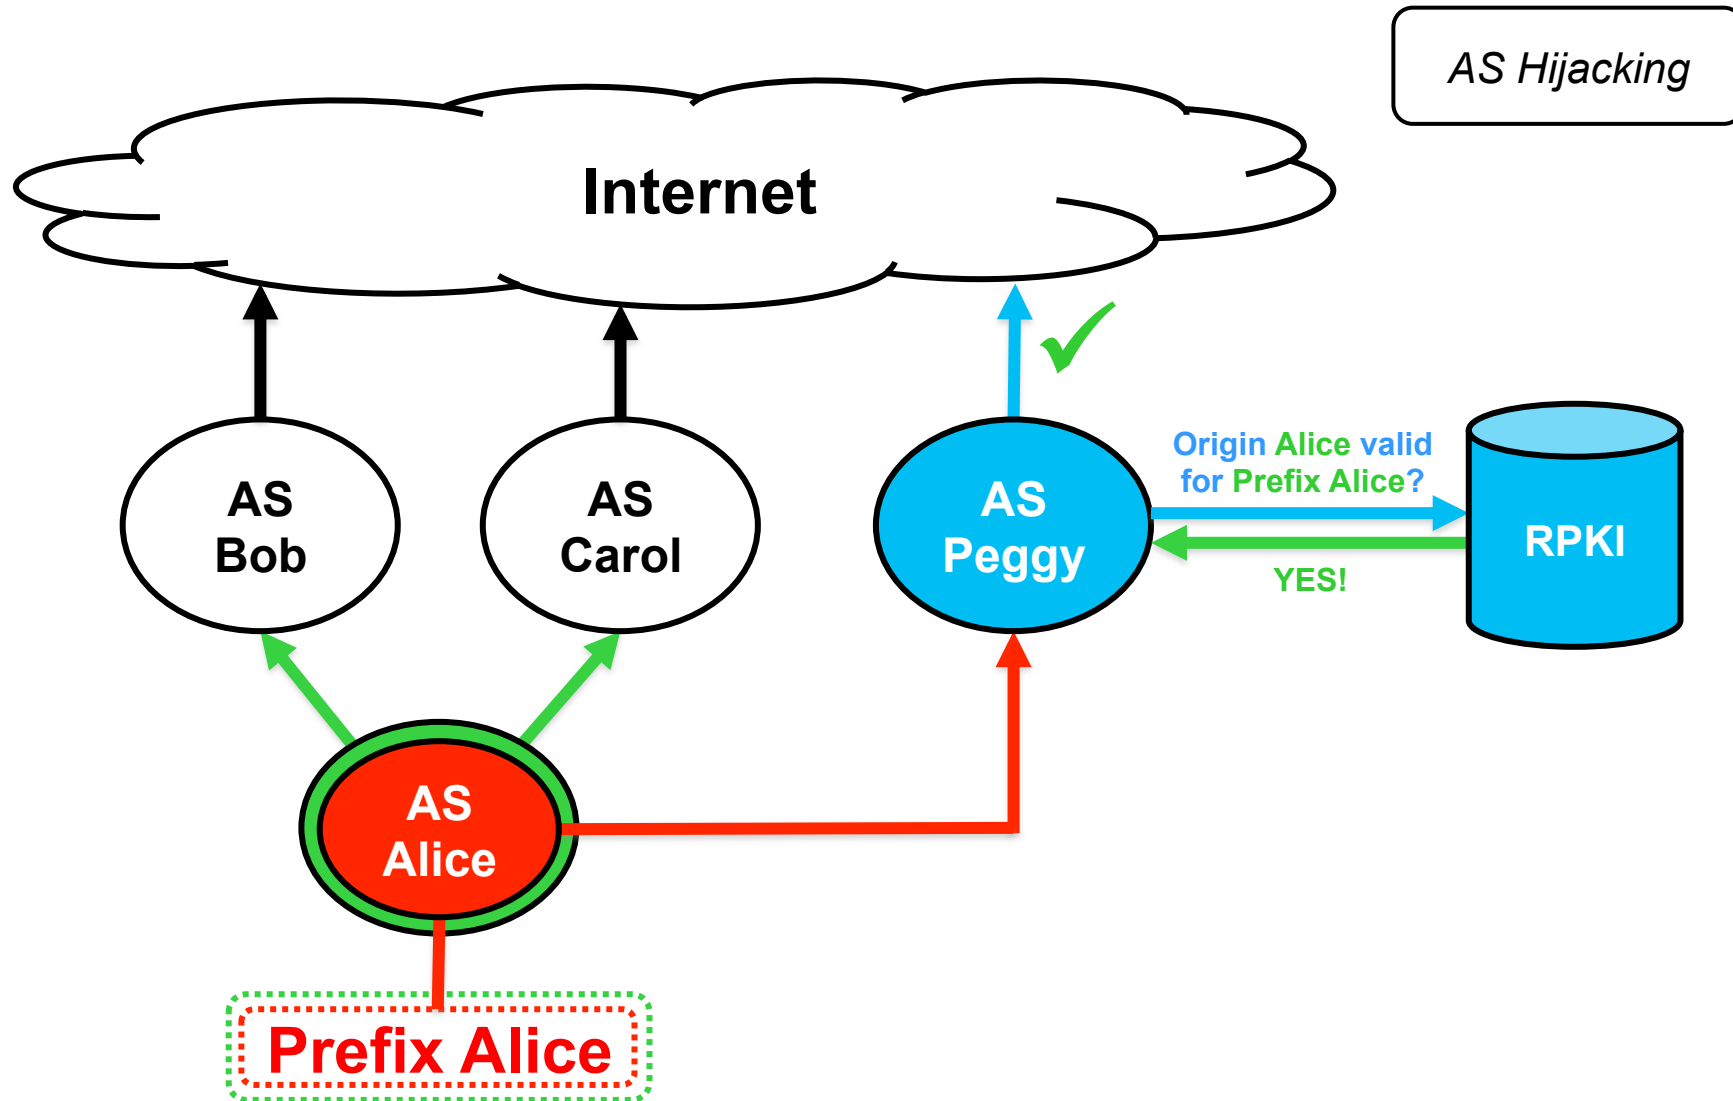 AS Hijacking
Internet
AS
Bob
AS
Carol
AS
Peggy
Origin Alice valid
for Prefix Alice?
YES!
RPKI
AS
Alice
Prefix Alice